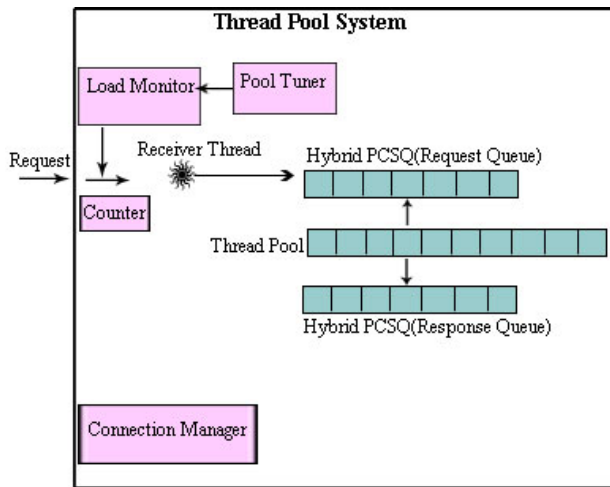 Thread Pool System
Load Monitor
Pool Tuner
Request
Receiver Thread
Hybrid PCSQ(Request Queue)
Counter
Thread Pool
Hybrid PCSQ(Response Queue)
Connection Manager